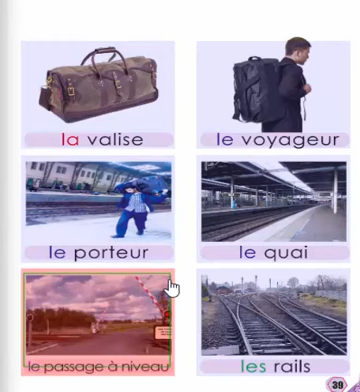 la valise
le voyageur
le porteur
le quai
le passage à niveau
les rails
39